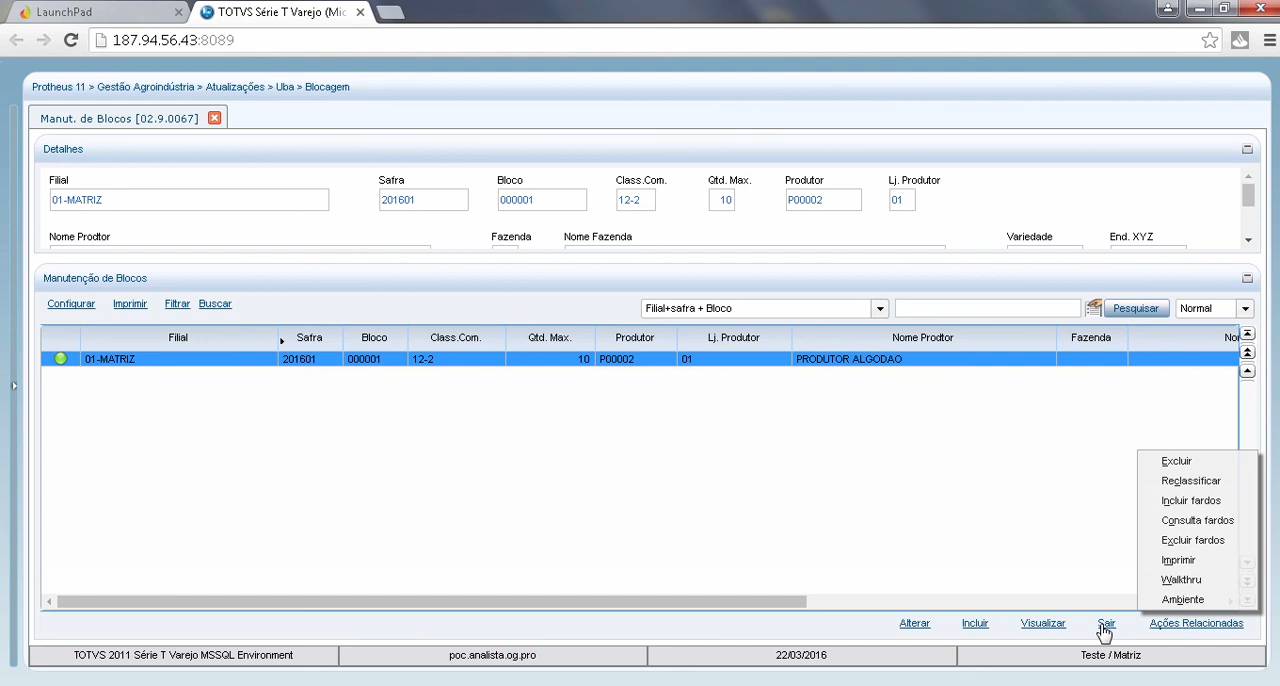 LaunchPad
TOTVS Série T Varejo (Mic
187.94.56.43:8089
Protheus 11 > Gestão Agroindústria > Atualizações > Uba > Blocagem
Manut. de Blocos [02.9.0067]
Detalhes
Filial Safra Bloco Class.Com. Qtd. Max. Produtor Lj. Produtor
01-MATRIZ 201601 000001 12-2 10 P00002 01
Nome Prodtor Fazenda Nome Fazenda Variedade End. XYZ
Manutenção de Blocos
Configurar Imprimir Filtrar Buscar Filial+safra + Bloco Pesquisar Normal
Filial Safra Bloco Class.Com. Qtd. Max. Produtor Lj. Produtor Nome Prodtor Fazenda Nor
01-MATRIZ 201601 000001 12-2 10 P00002 01 PRODUTOR ALGODAO
Excluir
Reclassificar
Incluir fardos
Consulta fardos
Excluir fardos
Imprimir
Walkthru
Ambiente
Alterar Incluir Visualizar Sair Ações Relacionadas
TOTVS 2011 Série T Varejo MSSQL Environment poc.analista.og.pro 22/03/2016 Teste / Matriz